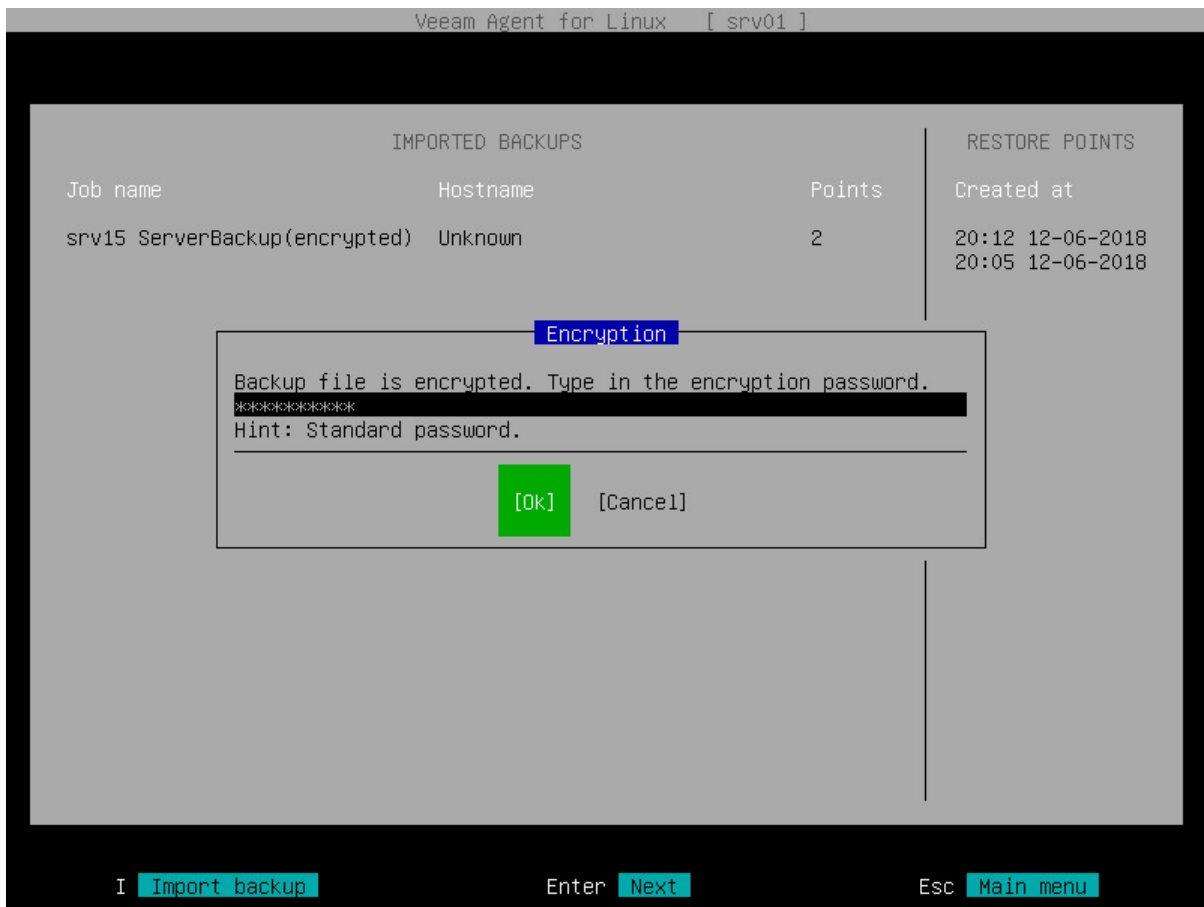 Veeam Agent for Linux [ srv01 ]
IMPORTED BACKUPS
RESTORE POINTS
Job name Hostname Points Created at
srv15 ServerBackup(encrypted) Unknown 2 20:12 12-06-2018
20:05 12-06-2018
Encryption
Backup file is encrypted. Type in the encryption password.
**********
Hint: Standard password.
[Ok] [Cancel]
I Import backup Enter Next Esc Main menu